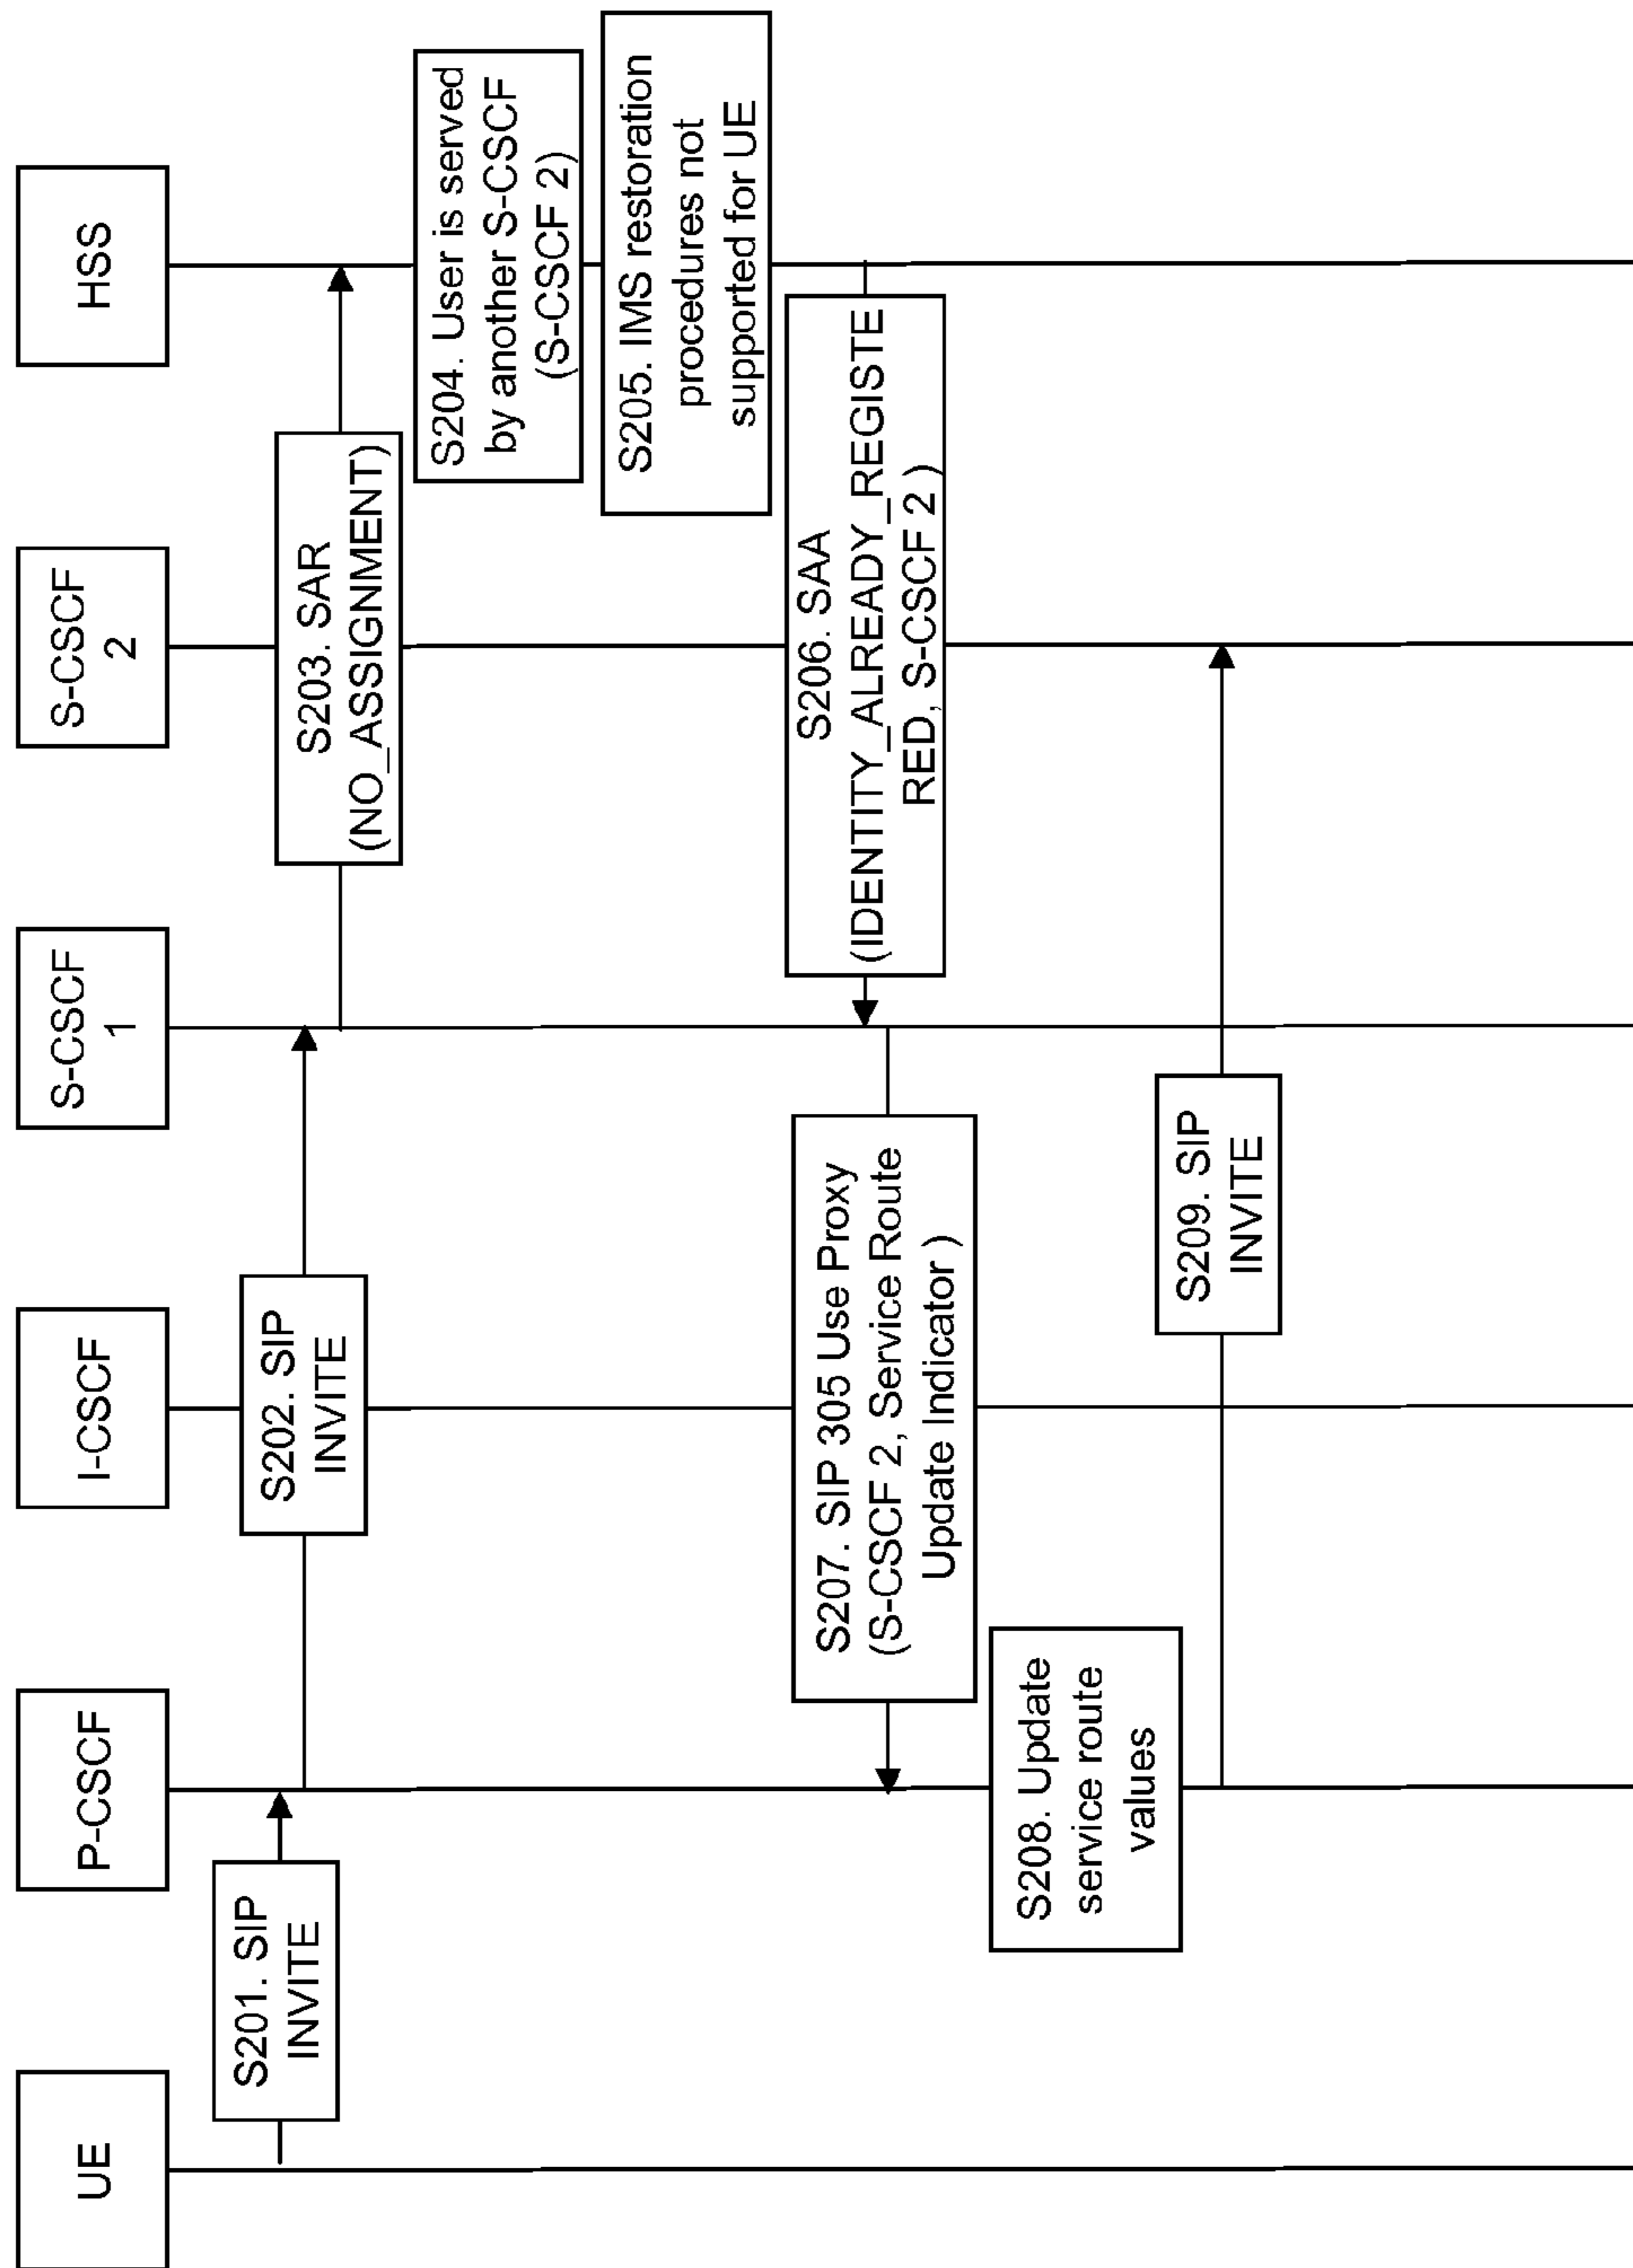 UE
P-CSCF
I-CSCF
S-CSCF
1
S-CSCF
2
HSS
S201. SIP
INVITE
S202. SIP
INVITE
S203. SAR
(NO_ASSIGNMENT)
S204. User is served
by another S-CSCF
(S-CSCF 2)
S205. IMS restoration
procedures not
supported for UE
S206. SAA
(IDENTITY_ALREADY_REGISTE
RED, S-CSCF 2 )
S207. SIP 305 Use Proxy
(S-CSCF 2, Service Route
Update Indicator )
S208. Update
service route
values
S209. SIP
INVITE